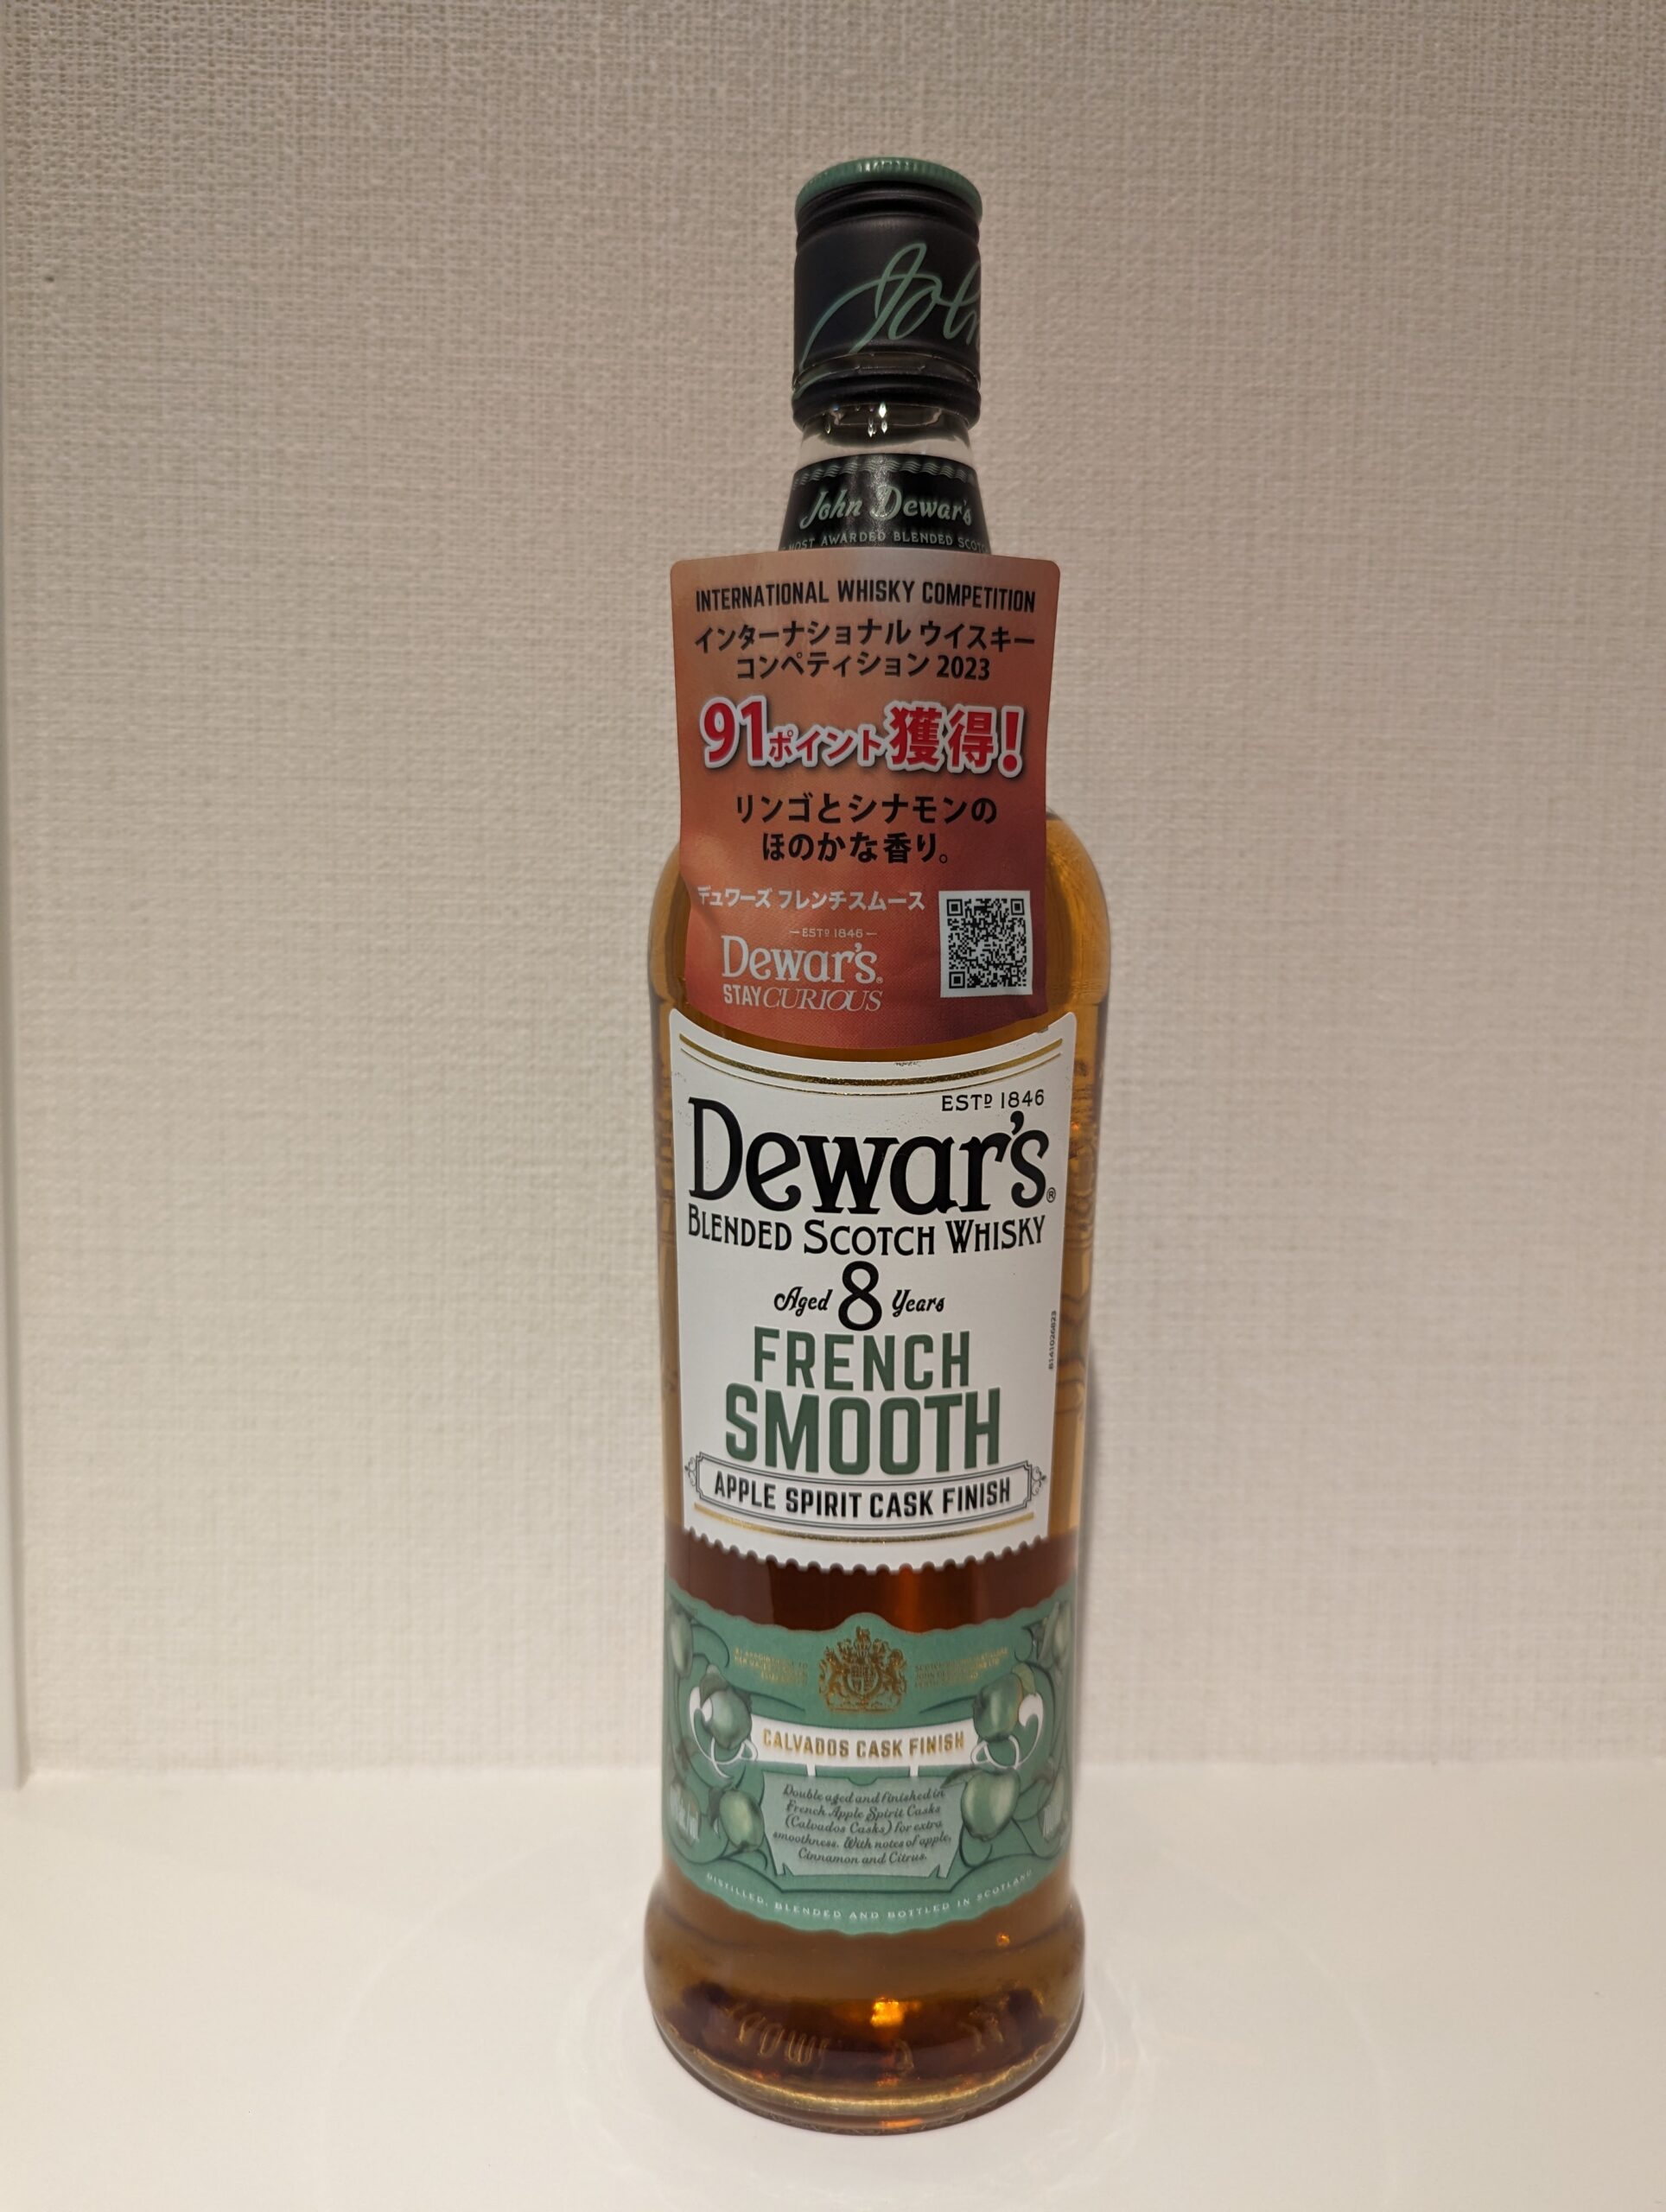 Joh
John Dewar's
MOST AWARDED BLENDED SCOT
INTERNATIONAL WHISKY COMPETITION
インターナショナル ウイスキー
コンペティション 2023
91ポイント獲得!
リンゴとシナモンの
ほのかな香り。
デュワーズ フレンチスムース
ESTD 1846
Dewar's®
STAY CURIOUS
ESTD 1846
Dewar's®
BLENDED SCOTCH WHISKY
Aged 8 Years
FRENCH
SMOOTH
APPLE SPIRIT CASK FINISH
CALVADOS CASK FINISH
Double aged and finished in
French Apple Spirit Casks
(Calvados Casks) for extra
smoothness. With notes of apple,
Cinnamon and Citrus.
DISTILLED, BLENDED AND BOTTLED IN SCOTLAND